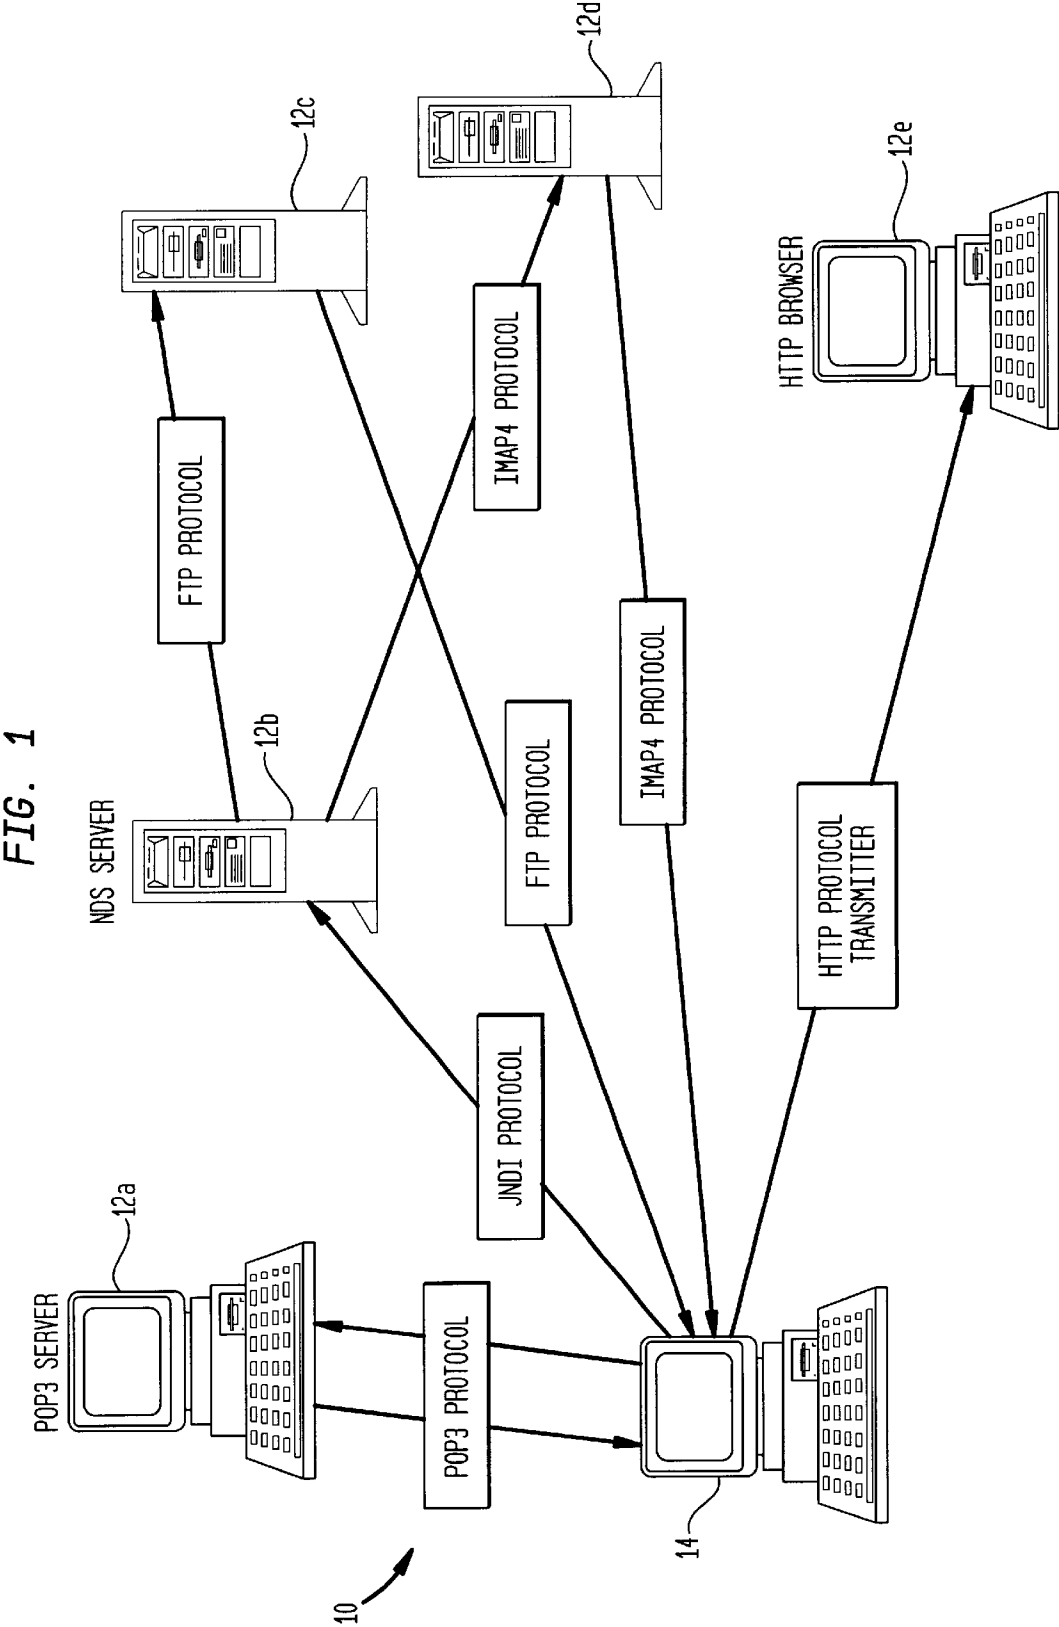 FIG. 1
POP3 SERVER
12a
NDS SERVER
12b
FTP PROTOCOL
12c
12d
IMAP4 PROTOCOL
JNDI PROTOCOL
FTP PROTOCOL
POP3 PROTOCOL
IMAP4 PROTOCOL
HTTP BROWSER
12e
HTTP PROTOCOL
TRANSMITTER
10
14